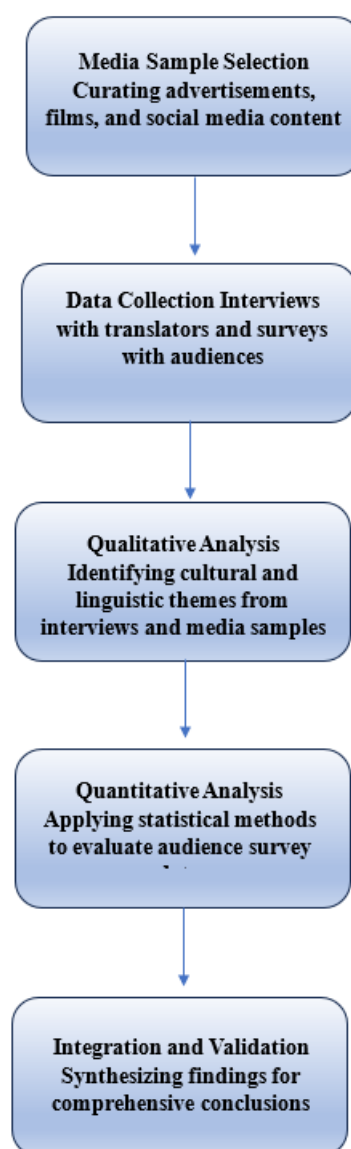 Media Sample Selection
Curating advertisements,
films, and social media content
Data Collection Interviews
with translators and surveys
with audiences
Qualitative Analysis
Identifying cultural and
linguistic themes from
interviews and media samples
Quantitative Analysis
Applying statistical methods
to evaluate audience survey
Integration and Validation
Synthesizing findings for
comprehensive conclusions